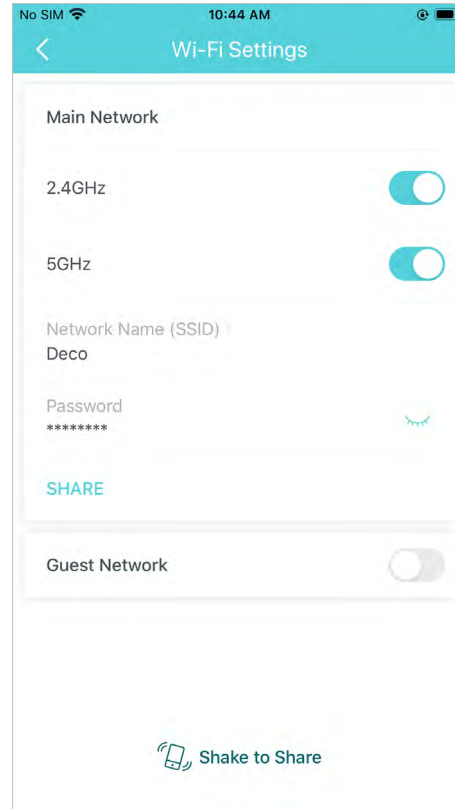 No SIM 10:44 AM
Wi-Fi Settings
Main Network
2.4GHz
5GHz
Network Name (SSID)
Deco
Password
********
SHARE
Guest Network
Shake to Share